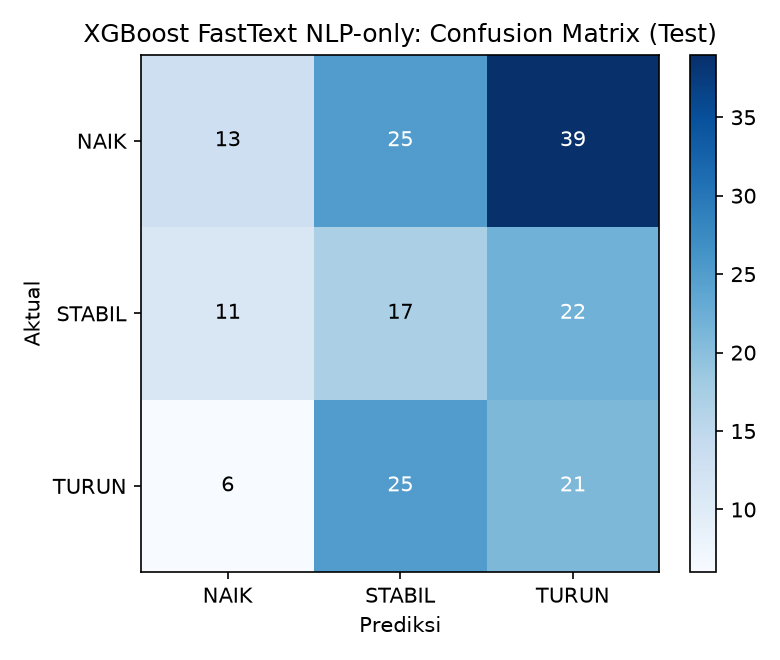 XGBoost FastText NLP-only: Confusion Matrix (Test)
NAIK 13 25 39
STABIL 11 17 22
TURUN 6 25 21
NAIK STABIL TURUN
Prediksi
Aktual
35
30
25
20
15
10